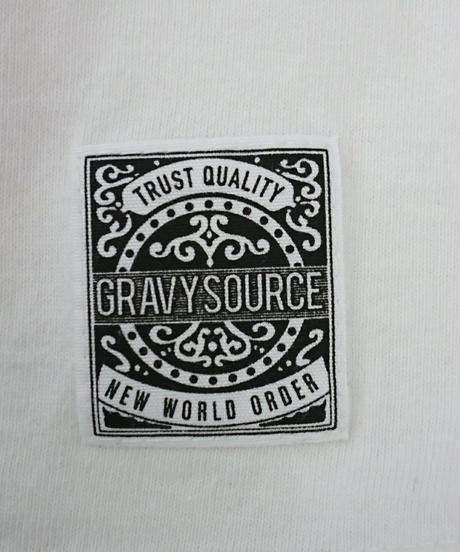 TRUST QUALITY
GRAVYSOURCE
NEW WORLD ORDER